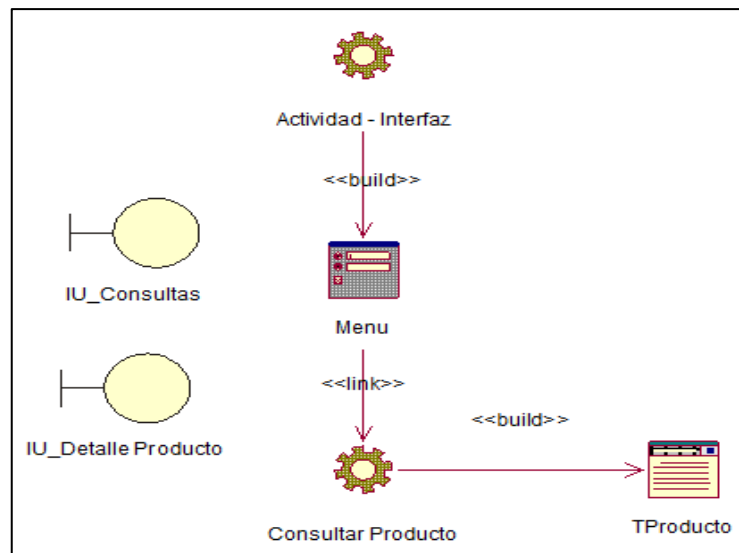 Actividad - Interfaz
<<build>>
IU_Consultas
Menu
<<link>>
<<build>>
IU_Detalle Producto
Consultar Producto
TProducto